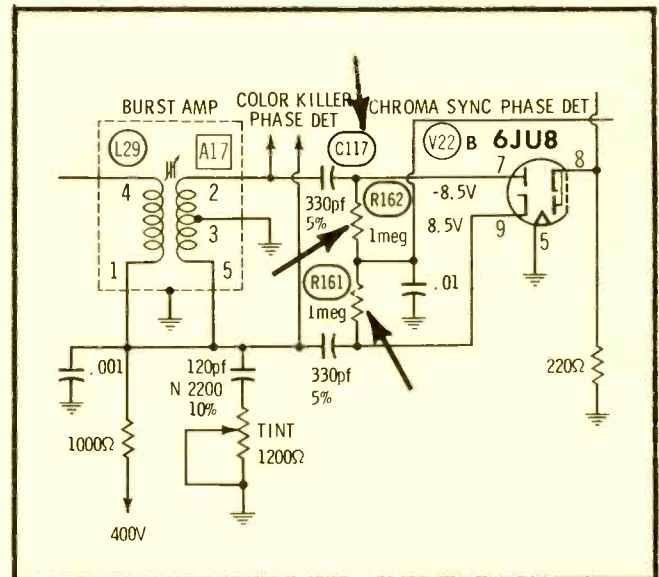 BURST AMP
COLOR KILLER
PHASE DET
CHROMA SYNC PHASE DET
L29
A17
C117
V22 B 6JU8
4
2
3
1
5
7
8
9
5
330pf
5%
R162
1meg
-8.5V
8.5V
R161
1meg
.01
.001
120pf
N 2200
10%
330pf
5%
220Ω
1000Ω
TINT
1200Ω
400V